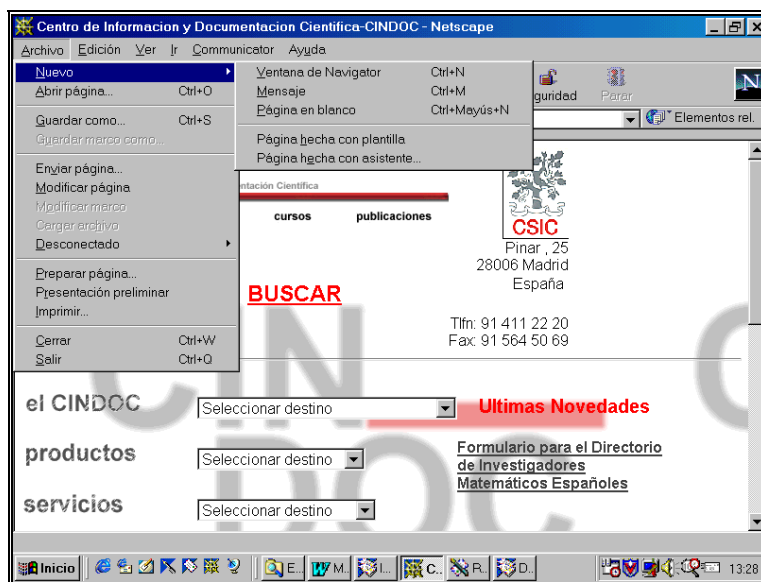 Centro de Informacion y Documentacion Cientifica-CINDOC - Netscape
Archivo Edición Ver Ir Communicator Ayuda
Nuevo
Abrir página... Ctrl+O
Guardar como... Ctrl+S
Guardar marco como...
Enviar página...
Modificar página
Modificar marco
Cargar archivo
Desconectado
Preparar página...
Presentación preliminar
Imprimir...
Cerrar Ctrl+W
Salir Ctrl+Q
Ventana de Navigator Ctrl+N
Mensaje Ctrl+M
Página en blanco Ctrl+Mayús+N
Página hecha con plantilla
Página hecha con asistente...
guridad Parar
N
Elementos rel.
entación Científica
cursos publicaciones
CSIC
Pinar , 25
28006 Madrid
España
BUSCAR
Tlfn: 91 411 22 20
Fax: 91 564 50 69
CIN
DOC
C
el CINDOC Seleccionar destino Ultimas Novedades
productos Seleccionar destino
Formulario para el Directorio
de Investigadores
Matemáticos Españoles
servicios Seleccionar destino
Inicio E... M... I... C... R... D... 13:28